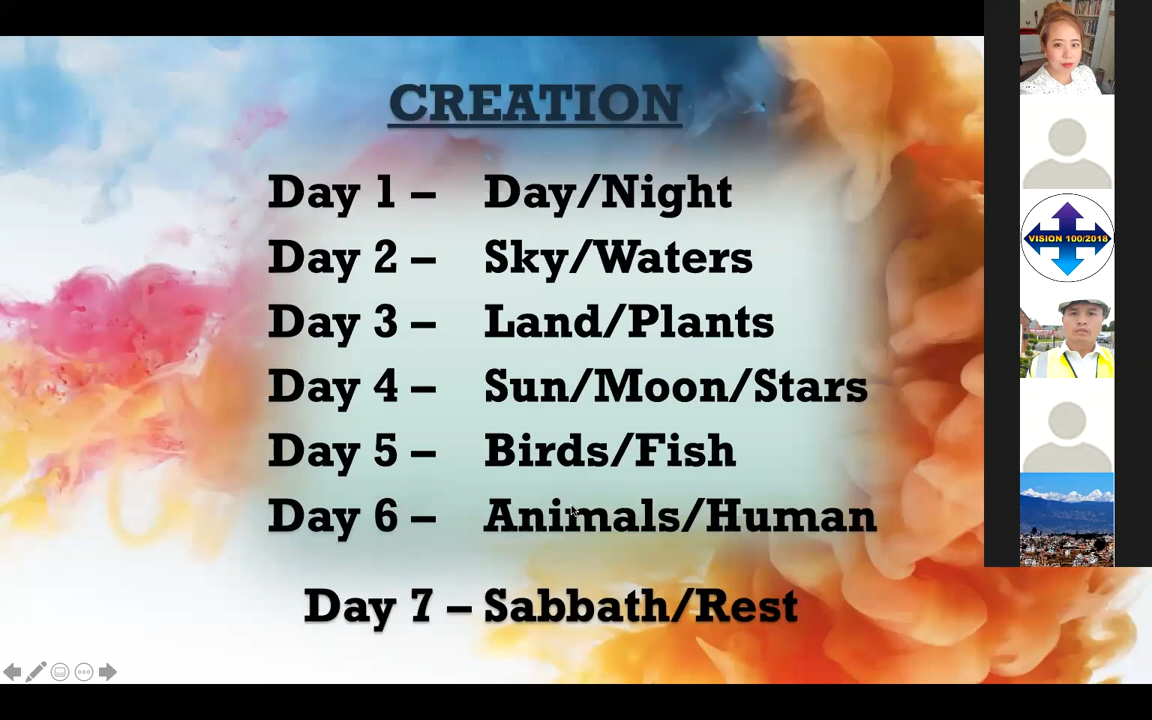 CREATION
Day 1 – Day/Night
Day 2 – Sky/Waters
Day 3 – Land/Plants
Day 4 – Sun/Moon/Stars
Day 5 – Birds/Fish
Day 6 – Animals/Human
Day 7 – Sabbath/Rest
VISION 100/2018